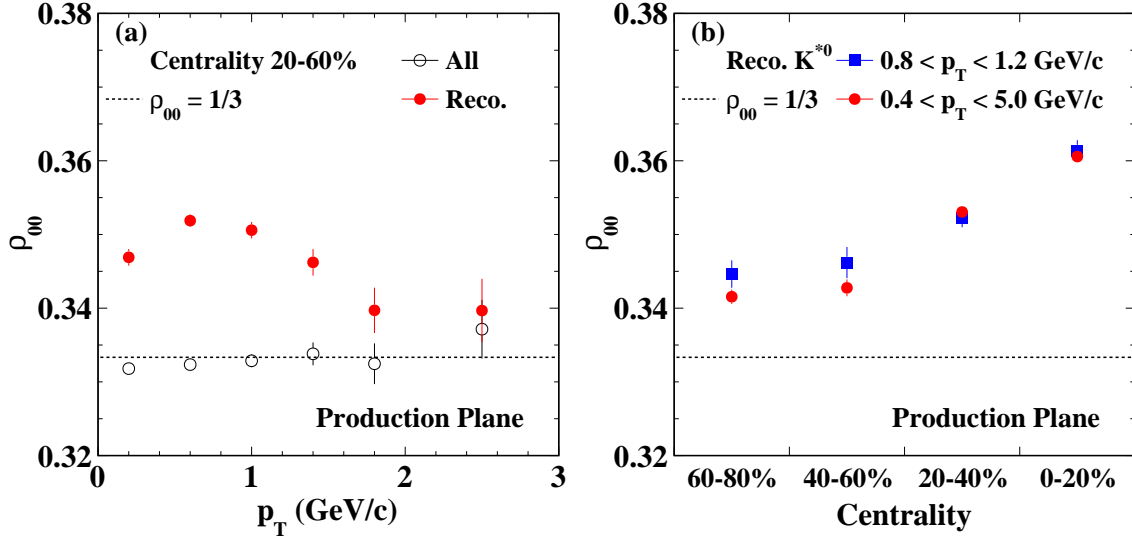 (a)
Centrality 20-60%
All
ρ00 = 1/3
Reco.
Production Plane
0.38
0.36
0.34
0.32
ρ00
0
1
2
3
pT (GeV/c)
(b)
Reco. K*0
0.8 < pT < 1.2 GeV/c
ρ00 = 1/3
0.4 < pT < 5.0 GeV/c
Production Plane
0.38
0.36
0.34
0.32
ρ00
60-80%
40-60%
20-40%
0-20%
Centrality